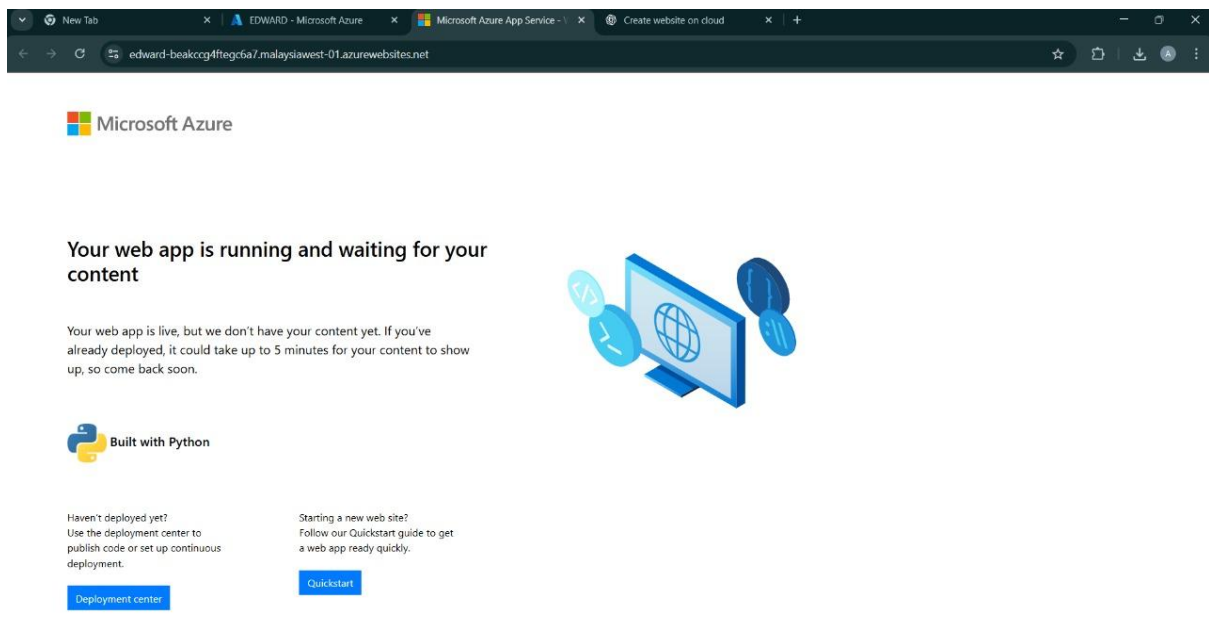 New Tab
EDWARD - Microsoft Azure
Microsoft Azure App Service -
Create website on cloud
edward-beakccg4ftegc6a7.malaysiawest-01.azurewebsites.net
A
Microsoft Azure
Your web app is running and waiting for your
content
Your web app is live, but we don't have your content yet. If you've
already deployed, it could take up to 5 minutes for your content to show
up, so come back soon.
Built with Python
Haven't deployed yet?
Use the deployment center to
publish code or set up continuous
deployment.
Deployment center
Starting a new web site?
Follow our Quickstart guide to get
a web app ready quickly.
Quickstart